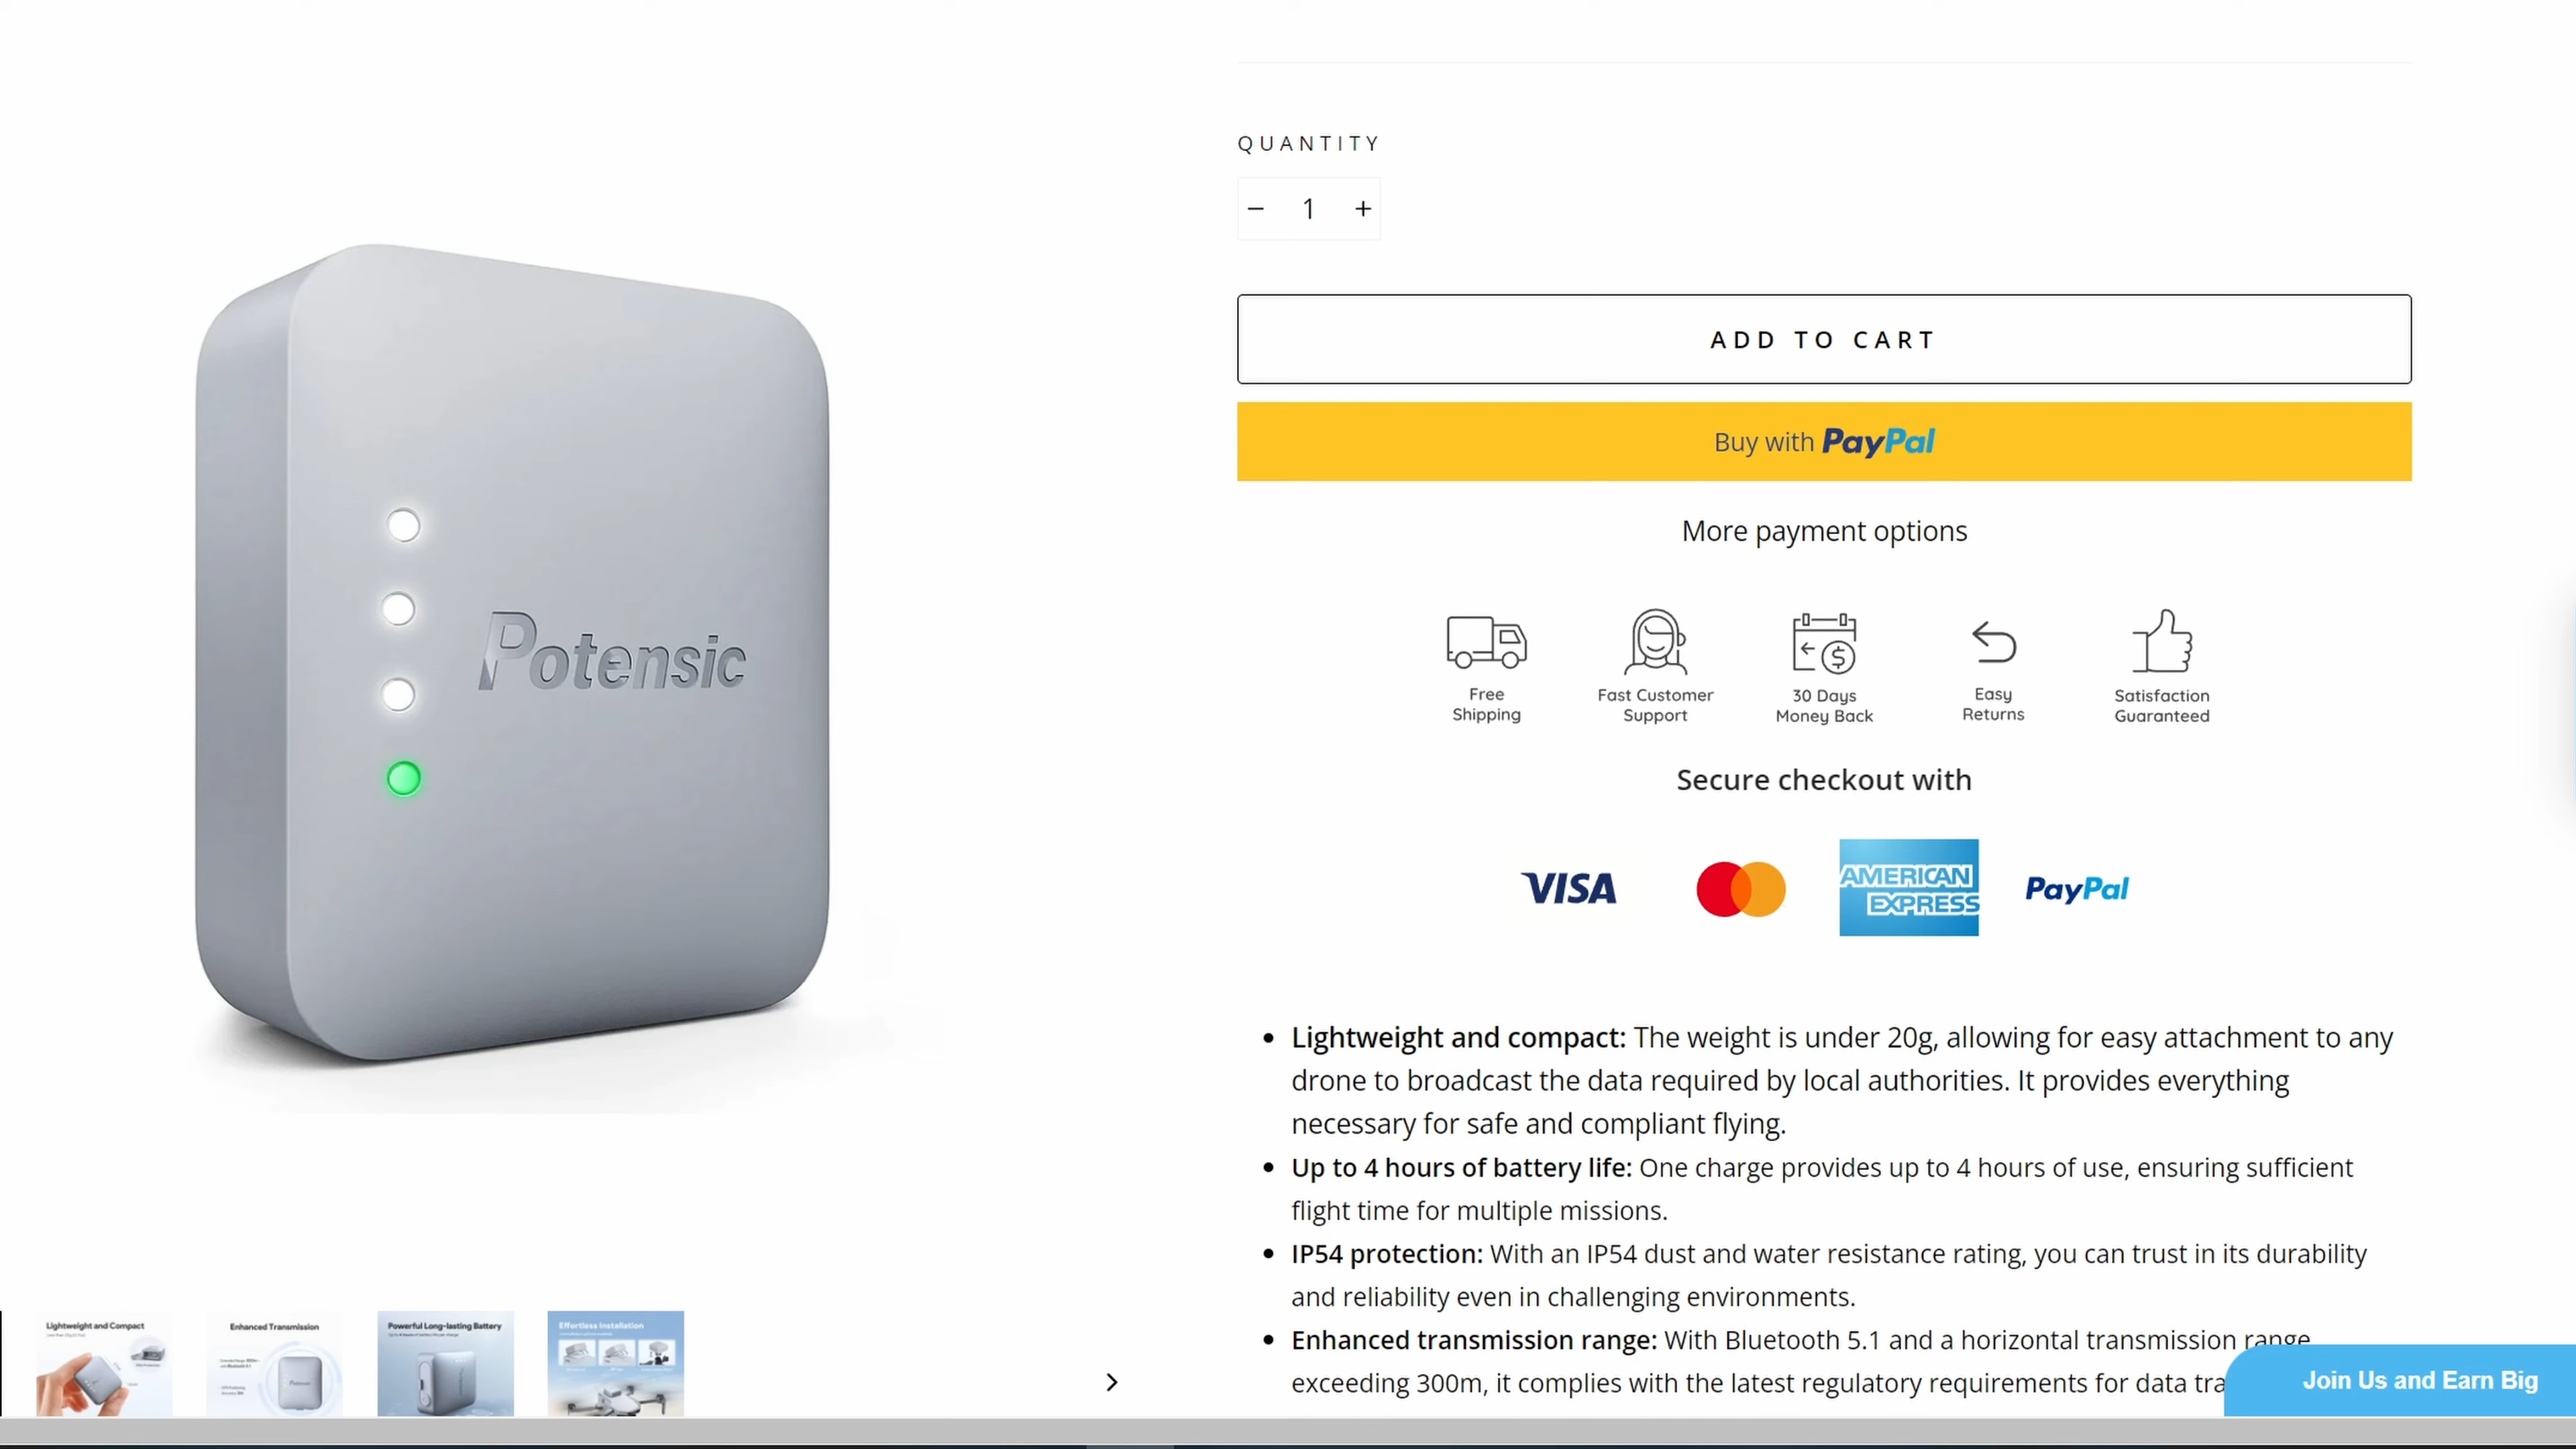 QUANTITY
− 1 +
ADD TO CART
Buy with PayPal
More payment options
Potensic
Free
Shipping
Fast Customer
Support
30 Days
Money Back
Easy
Returns
Satisfaction
Guaranteed
Secure checkout with
VISA
AMERICAN
EXPRESS
PayPal
Lightweight and compact: The weight is under 20g, allowing for easy attachment to any
drone to broadcast the data required by local authorities. It provides everything
necessary for safe and compliant flying.
Up to 4 hours of battery life: One charge provides up to 4 hours of use, ensuring sufficient
flight time for multiple missions.
IP54 protection: With an IP54 dust and water resistance rating, you can trust in its durability
and reliability even in challenging environments.
Enhanced transmission range: With Bluetooth 5.1 and a horizontal transmission range
exceeding 300m, it complies with the latest regulatory requirements for data tra
Join Us and Earn Big
Lightweight and Compact
Enhanced Transmission
Powerful Long-lasting Battery
Effortless Installation